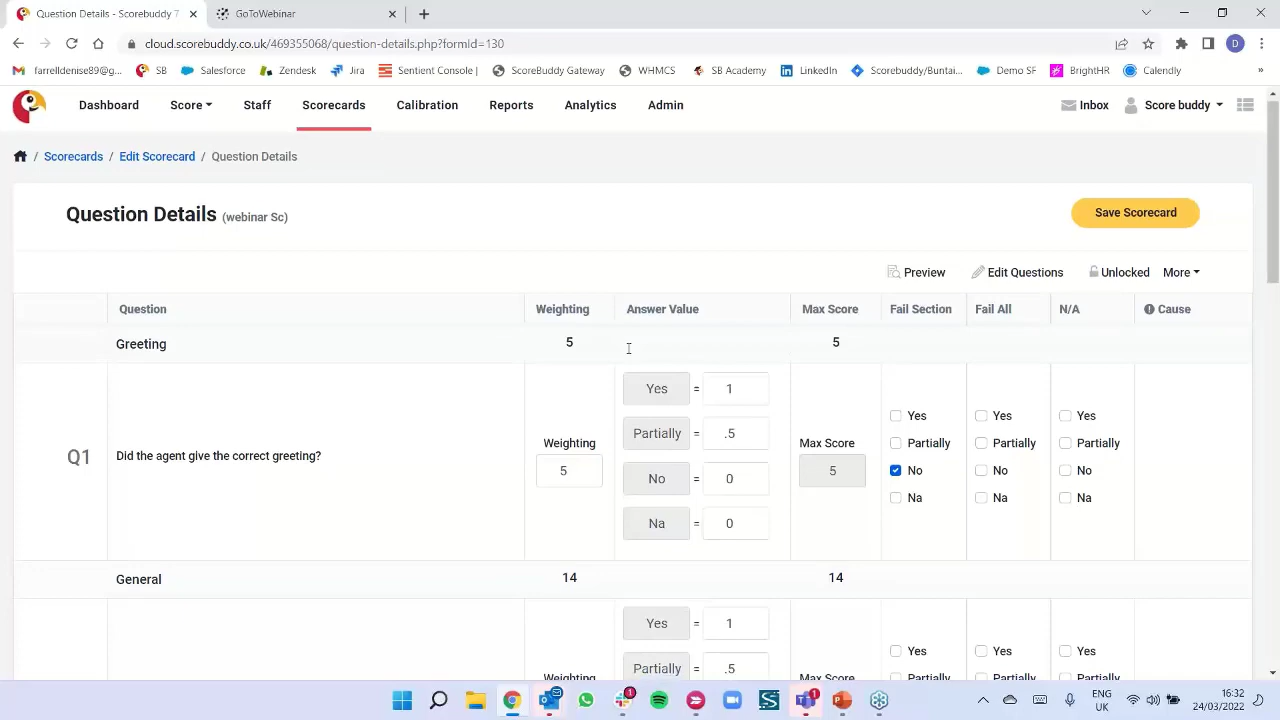 Question Details - Scorebuddy 7
GoToWebinar
cloud.scorebuddy.co.uk/469355068/question-details.php?formId=130
farrelldenise89@g... SB Salesforce Zendesk Jira Sentient Console | ScoreBuddy Gateway WHMCS SB Academy LinkedIn Scorebuddy/Buntai... Demo SF BrightHR Calendly »
Dashboard Score Staff Scorecards Calibration Reports Analytics Admin Inbox Score buddy
/ Scorecards / Edit Scorecard / Question Details
Question Details (webinar Sc) Save Scorecard
Preview Edit Questions Unlocked More
Question Weighting Answer Value Max Score Fail Section Fail All N/A Cause
Greeting 5 5
Q1
Did the agent give the correct greeting?
Weighting
5
Yes = 1
Partially = .5
No = 0
Na = 0
Max Score
5
Yes
Partially
No
Na
Yes
Partially
No
Na
Yes
Partially
No
Na
General 14 14
Weighting
Yes = 1
Partially = .5
Max Score
Yes
Partially
Yes
Partially
Yes
Partially
1
1
ENG
UK
16:32
24/03/2022